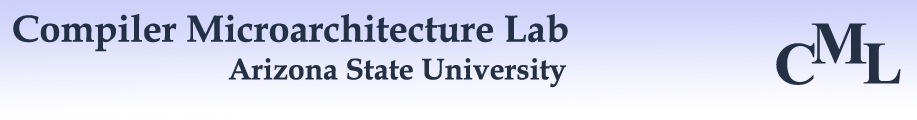 Compiler Microarchitecture Lab
Arizona State University
CML